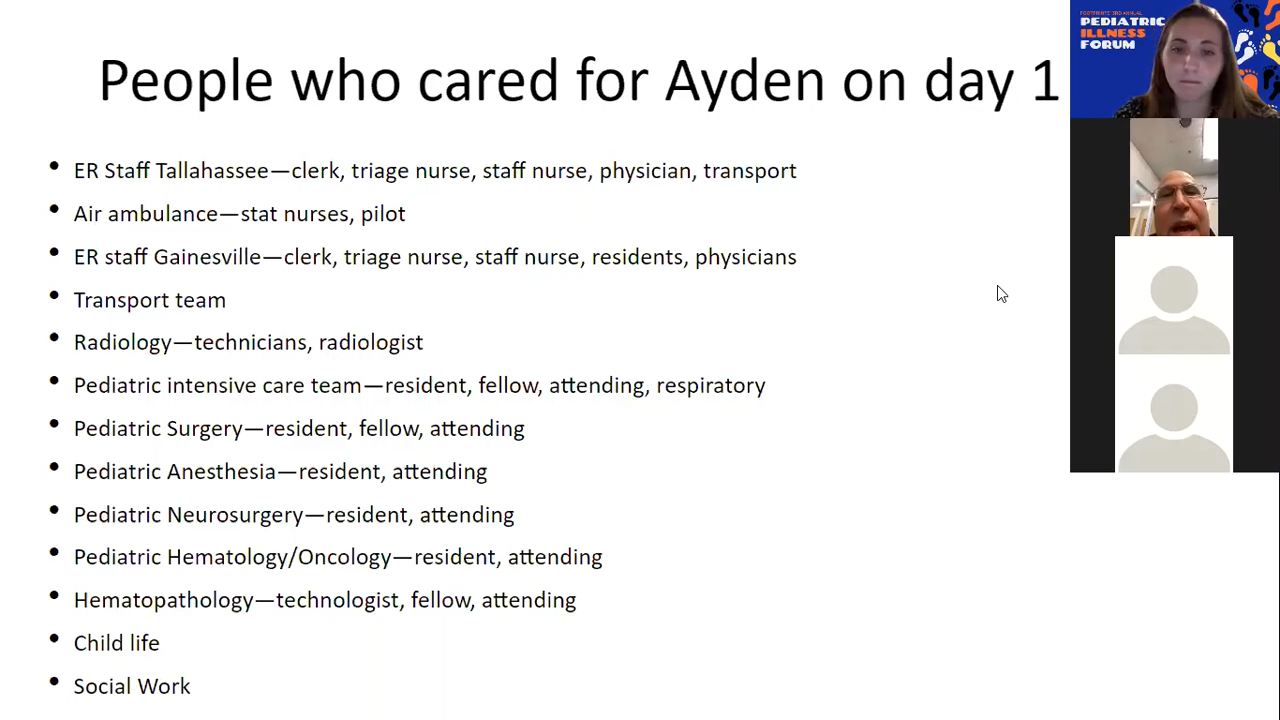 People who cared for Ayden on day 1
• ER Staff Tallahassee—clerk, triage nurse, staff nurse, physician, transport
• Air ambulance—stat nurses, pilot
• ER staff Gainesville—clerk, triage nurse, staff nurse, residents, physicians
• Transport team
• Radiology—technicians, radiologist
• Pediatric intensive care team—resident, fellow, attending, respiratory
• Pediatric Surgery—resident, fellow, attending
• Pediatric Anesthesia—resident, attending
• Pediatric Neurosurgery—resident, attending
• Pediatric Hematology/Oncology—resident, attending
• Hematopathology—technologist, fellow, attending
• Child life
• Social Work
FOOTPRINTS 3RD ANNUAL
PEDIATRIC
ILLNESS
FORUM